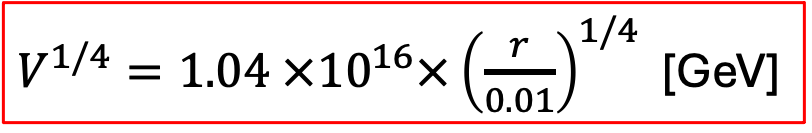 V^{1/4} = 1.04 ×10^{16}× (r/0.01)^{1/4} [GeV]